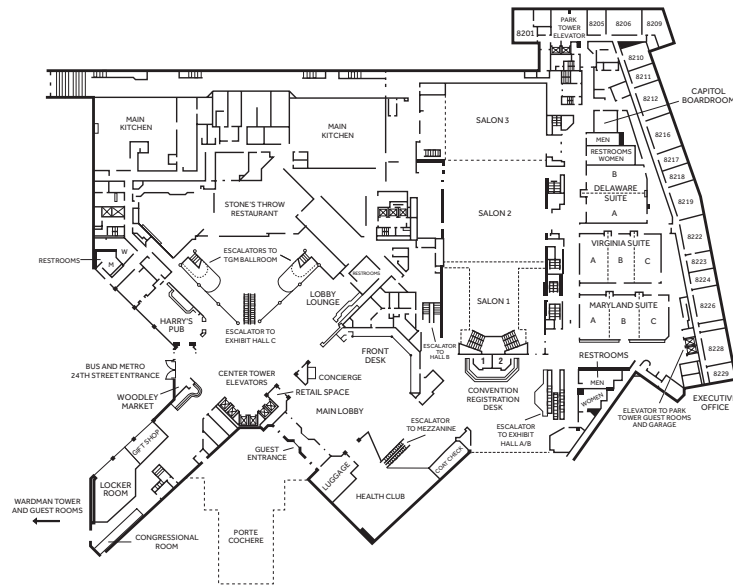 PARK
TOWER
ELEVATOR
8201
8205
8206
8209
8210
8211
8212
CAPITOL
BOARDROOM
MAIN
KITCHEN
MAIN
KITCHEN
SALON 3
8216
MEN
RESTROOMS
WOMEN
8217
8218
B
DELAWARE
SUITE
A
8219
STONE'S THROW
RESTAURANT
SALON 2
8222
ESCALATORS TO
TGM BALLROOM
VIRGINIA SUITE
A
B
C
8223
8224
RESTROOMS
W
M
RESTROOMS
LOBBY
LOUNGE
SALON 1
MARYLAND SUITE
A
B
C
8226
HARRY'S
PUB
ESCALATOR TO
EXHIBIT HALL C
ESCALATOR
TO
HALL B
FRONT
DESK
1
2
8228
8229
RESTROOMS
MEN
WOMEN
BUS AND METRO
24TH STREET ENTRANCE
CENTER TOWER
ELEVATORS
CONCIERGE
RETAIL SPACE
WOODLEY
MARKET
MAIN LOBBY
CONVENTION
REGISTRATION
DESK
EXECUTIVE
OFFICE
ELEVATOR TO PARK
TOWER GUEST ROOMS
AND GARAGE
ESCALATOR
TO MEZZANINE
ESCALATOR
TO EXHIBIT
HALL A/B
GIFT SHOP
GUEST
ENTRANCE
LUGGAGE
COAT CHECK
LOCKER
ROOM
HEALTH CLUB
WARDMAN TOWER
AND GUEST ROOMS
CONGRESSIONAL
ROOM
PORTE
COCHERE